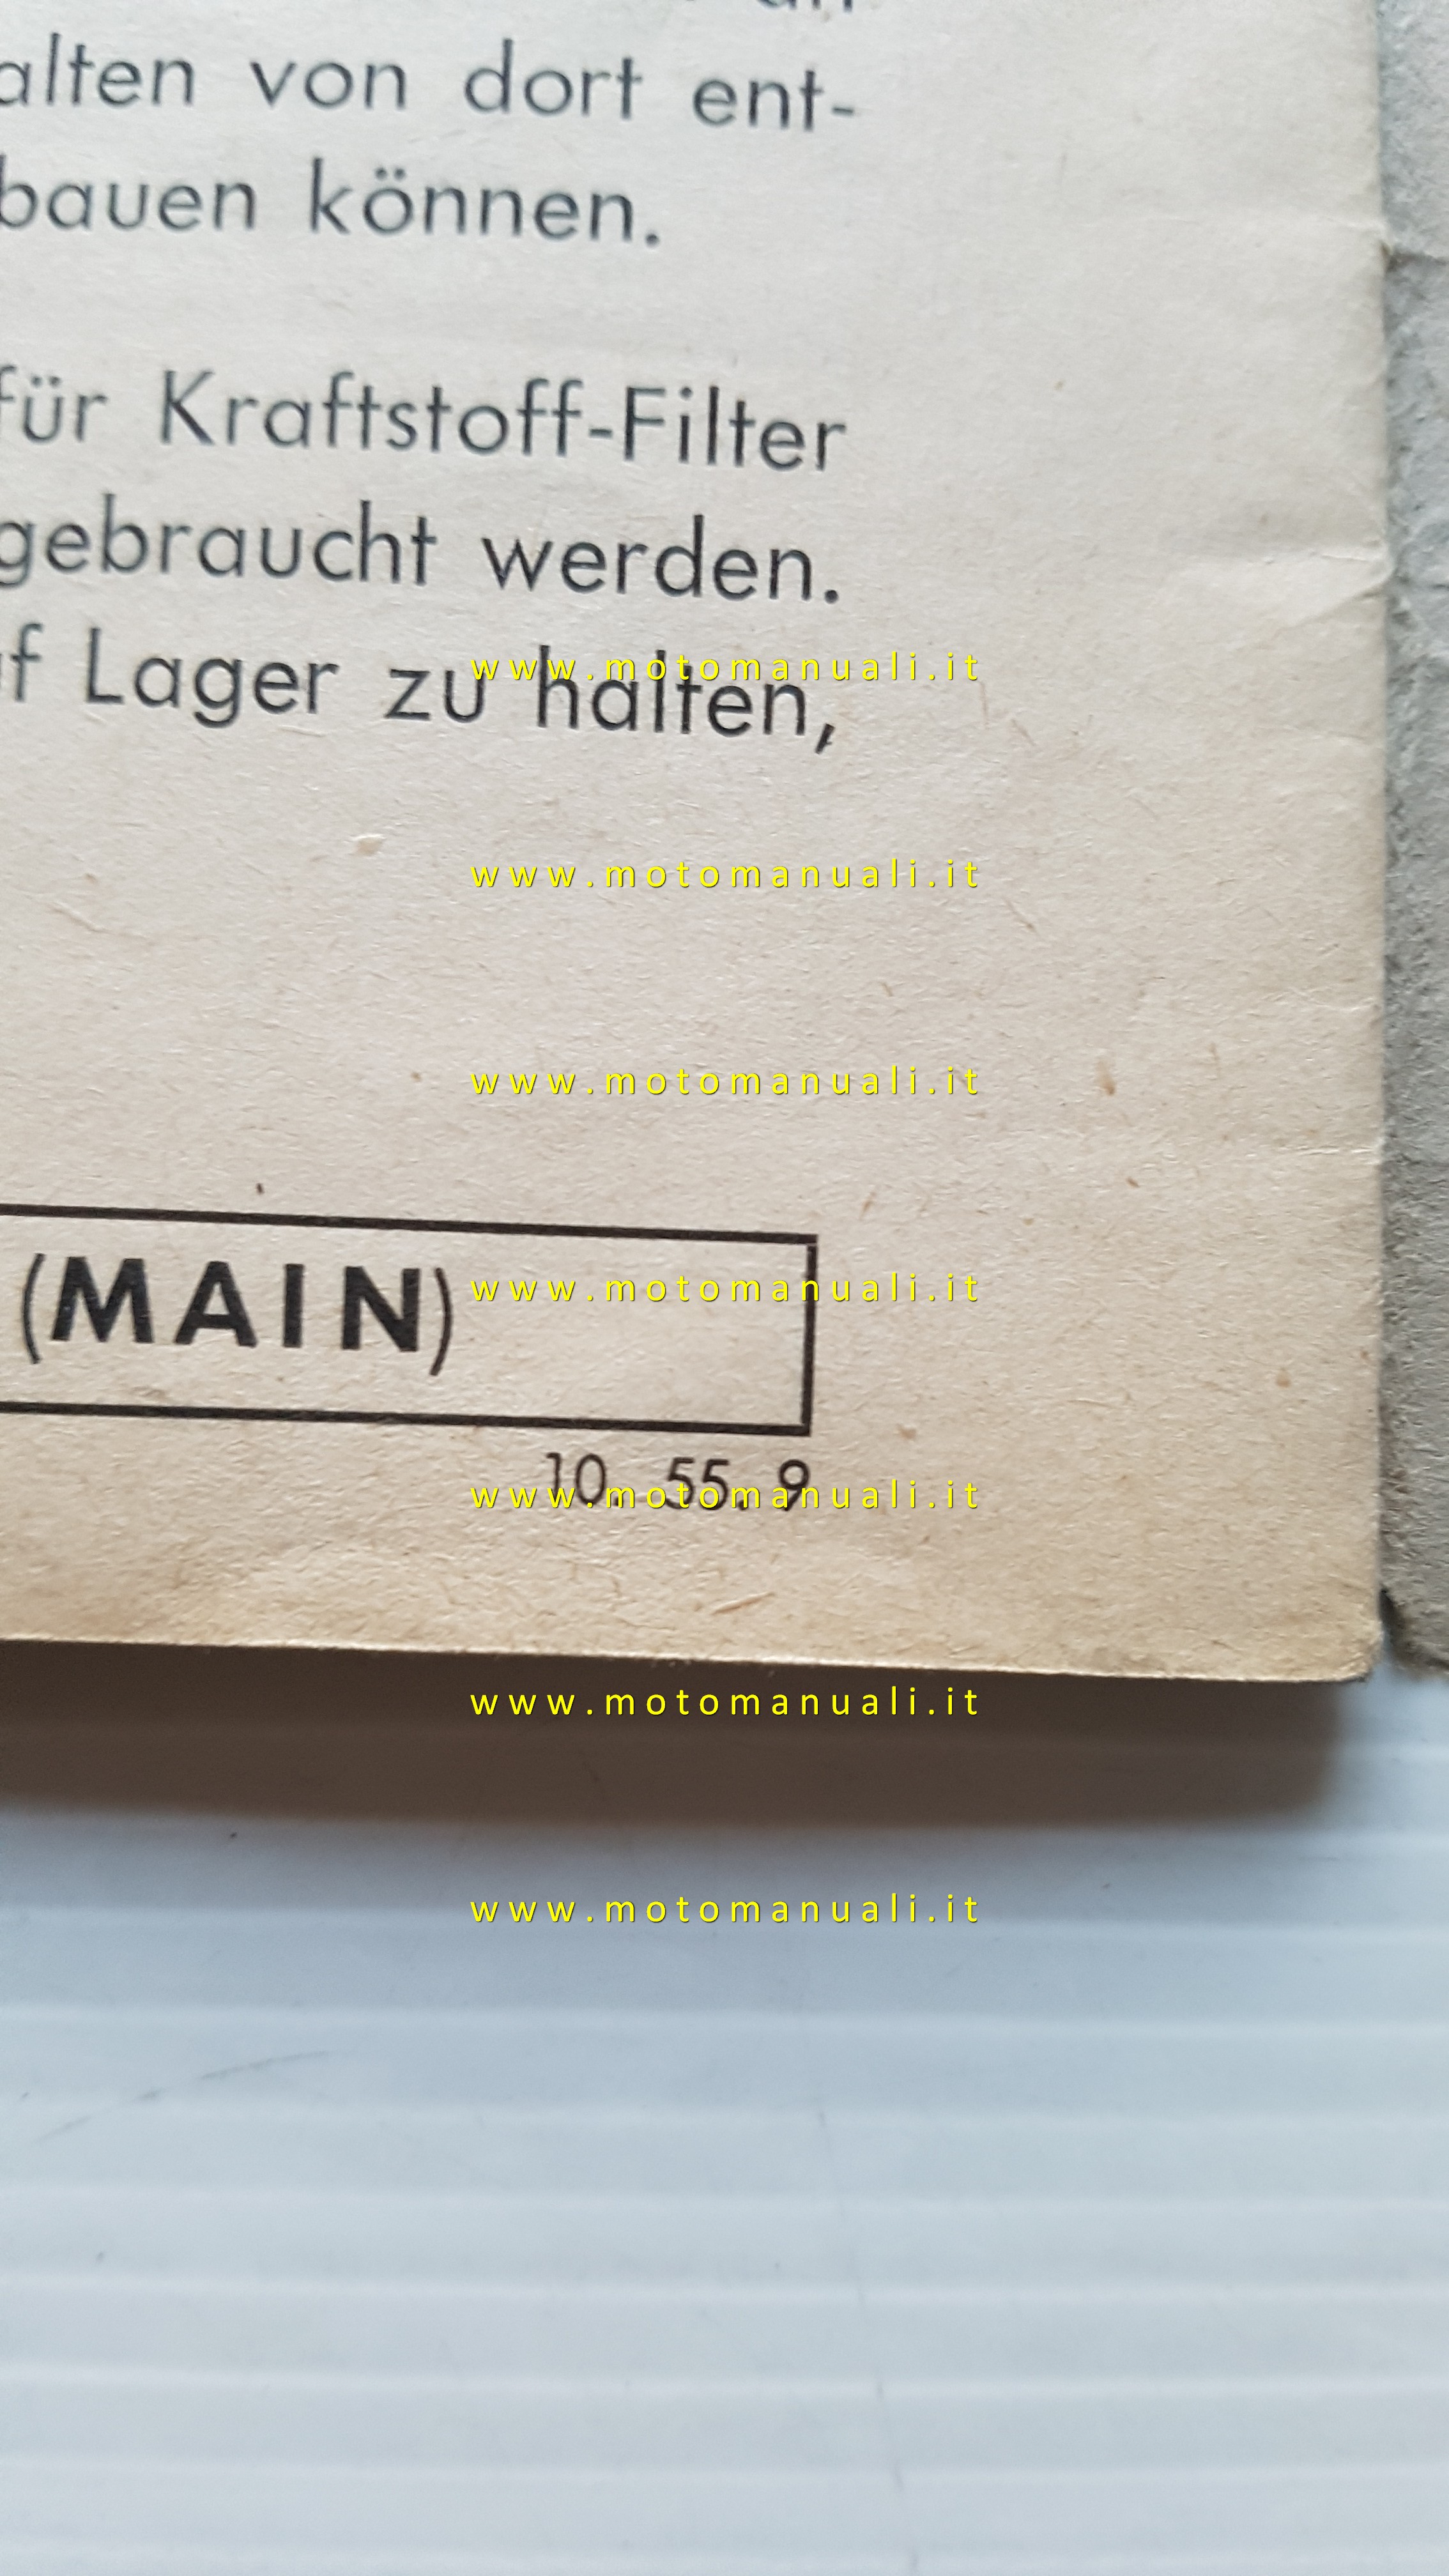 alten von dort ent-
bauen können.
für Kraftstoff-Filter
gebraucht werden.
f Lager zu halten,
www.motomanuali.it
www.motomanuali.it
www.motomanuali.it
(MAIN)
www.motomanuali.it
10. 55. 9
www.motomanuali.it
www.motomanuali.it
www.motomanuali.it